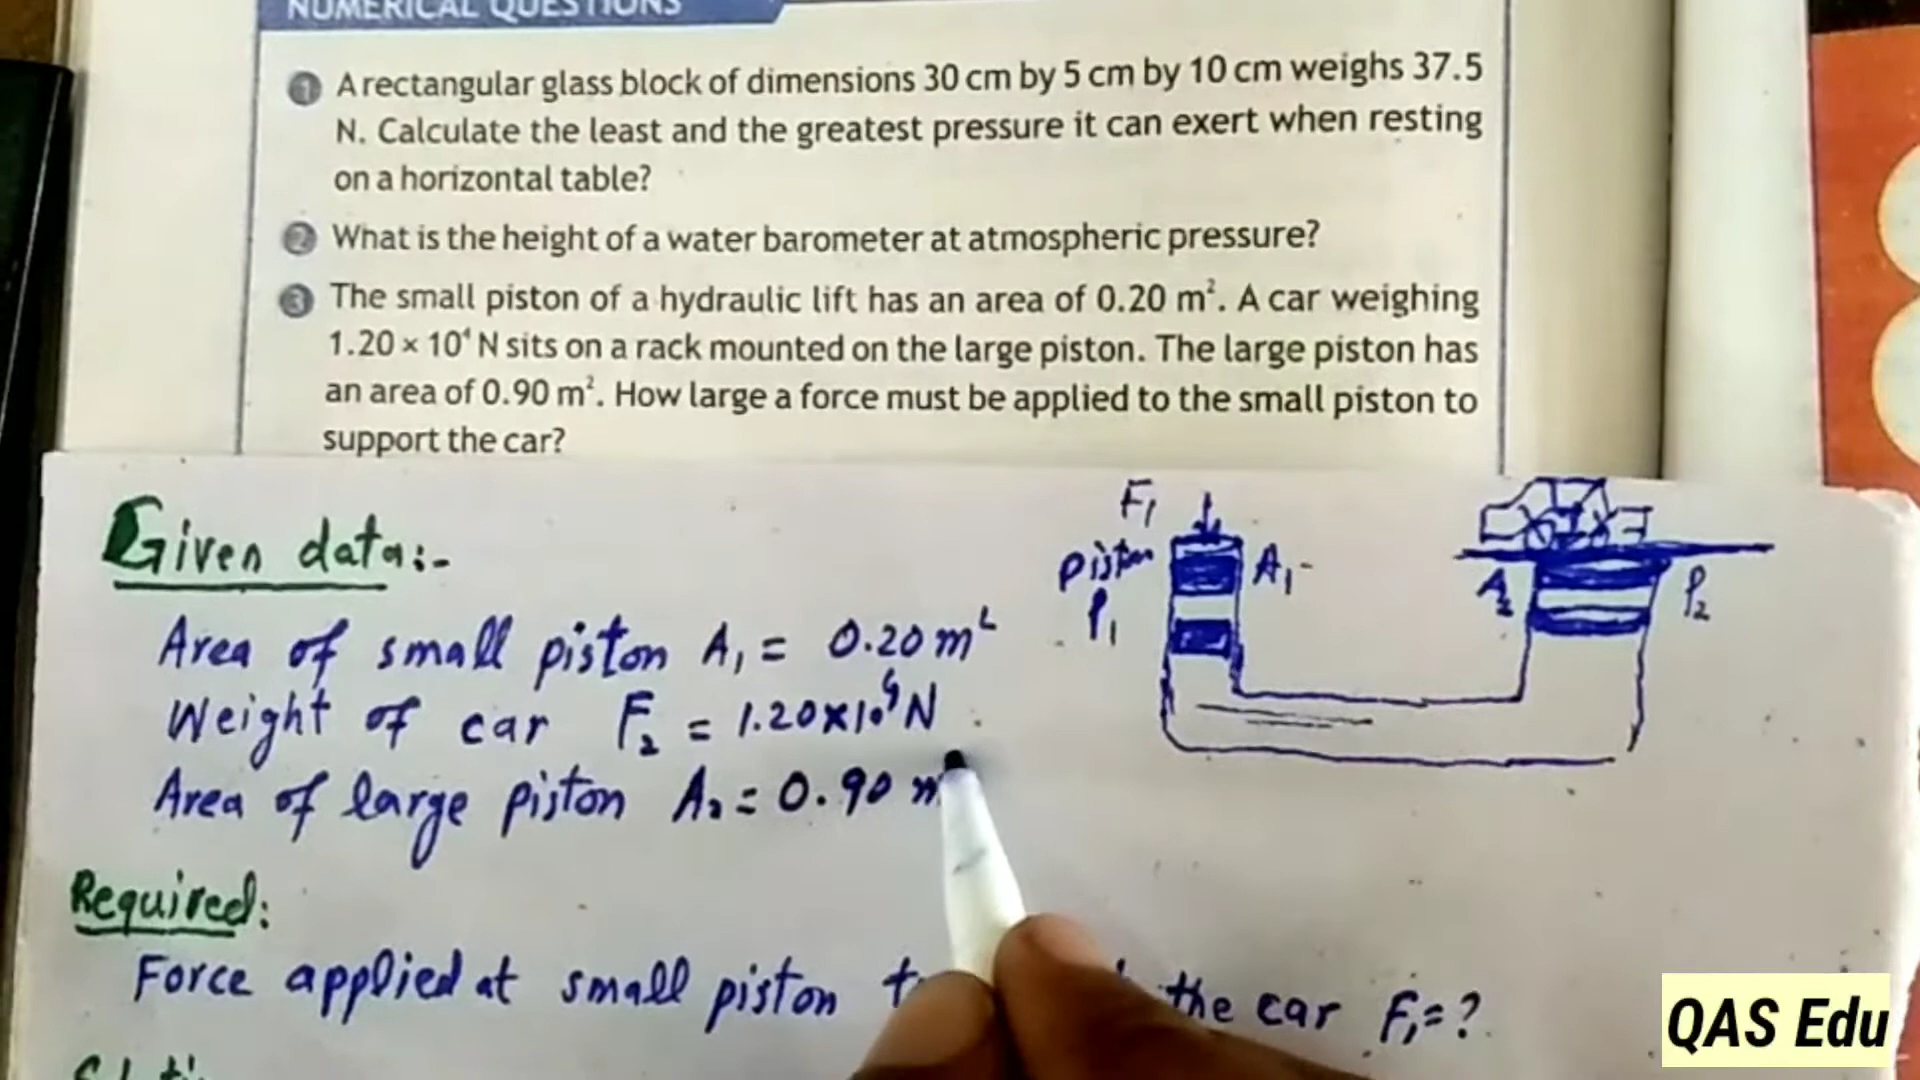 NUMERICAL QUESTIONS
1 A rectangular glass block of dimensions 30 cm by 5 cm by 10 cm weighs 37.5
N. Calculate the least and the greatest pressure it can exert when resting
on a horizontal table?
2 What is the height of a water barometer at atmospheric pressure?
3 The small piston of a hydraulic lift has an area of 0.20 m². A car weighing
1.20 × 10⁴ N sits on a rack mounted on the large piston. The large piston has
an area of 0.90 m². How large a force must be applied to the small piston to
support the car?
Given data:-
Area of small piston A₁ = 0.20 m²
Weight of car F₂ = 1.20×10⁴ N
Area of large piston A₂ = 0.90 m
Required:
Force applied at small piston the car F₁=?
F₁
piston
P₁
A₁
A₂
P₂
QAS Edu